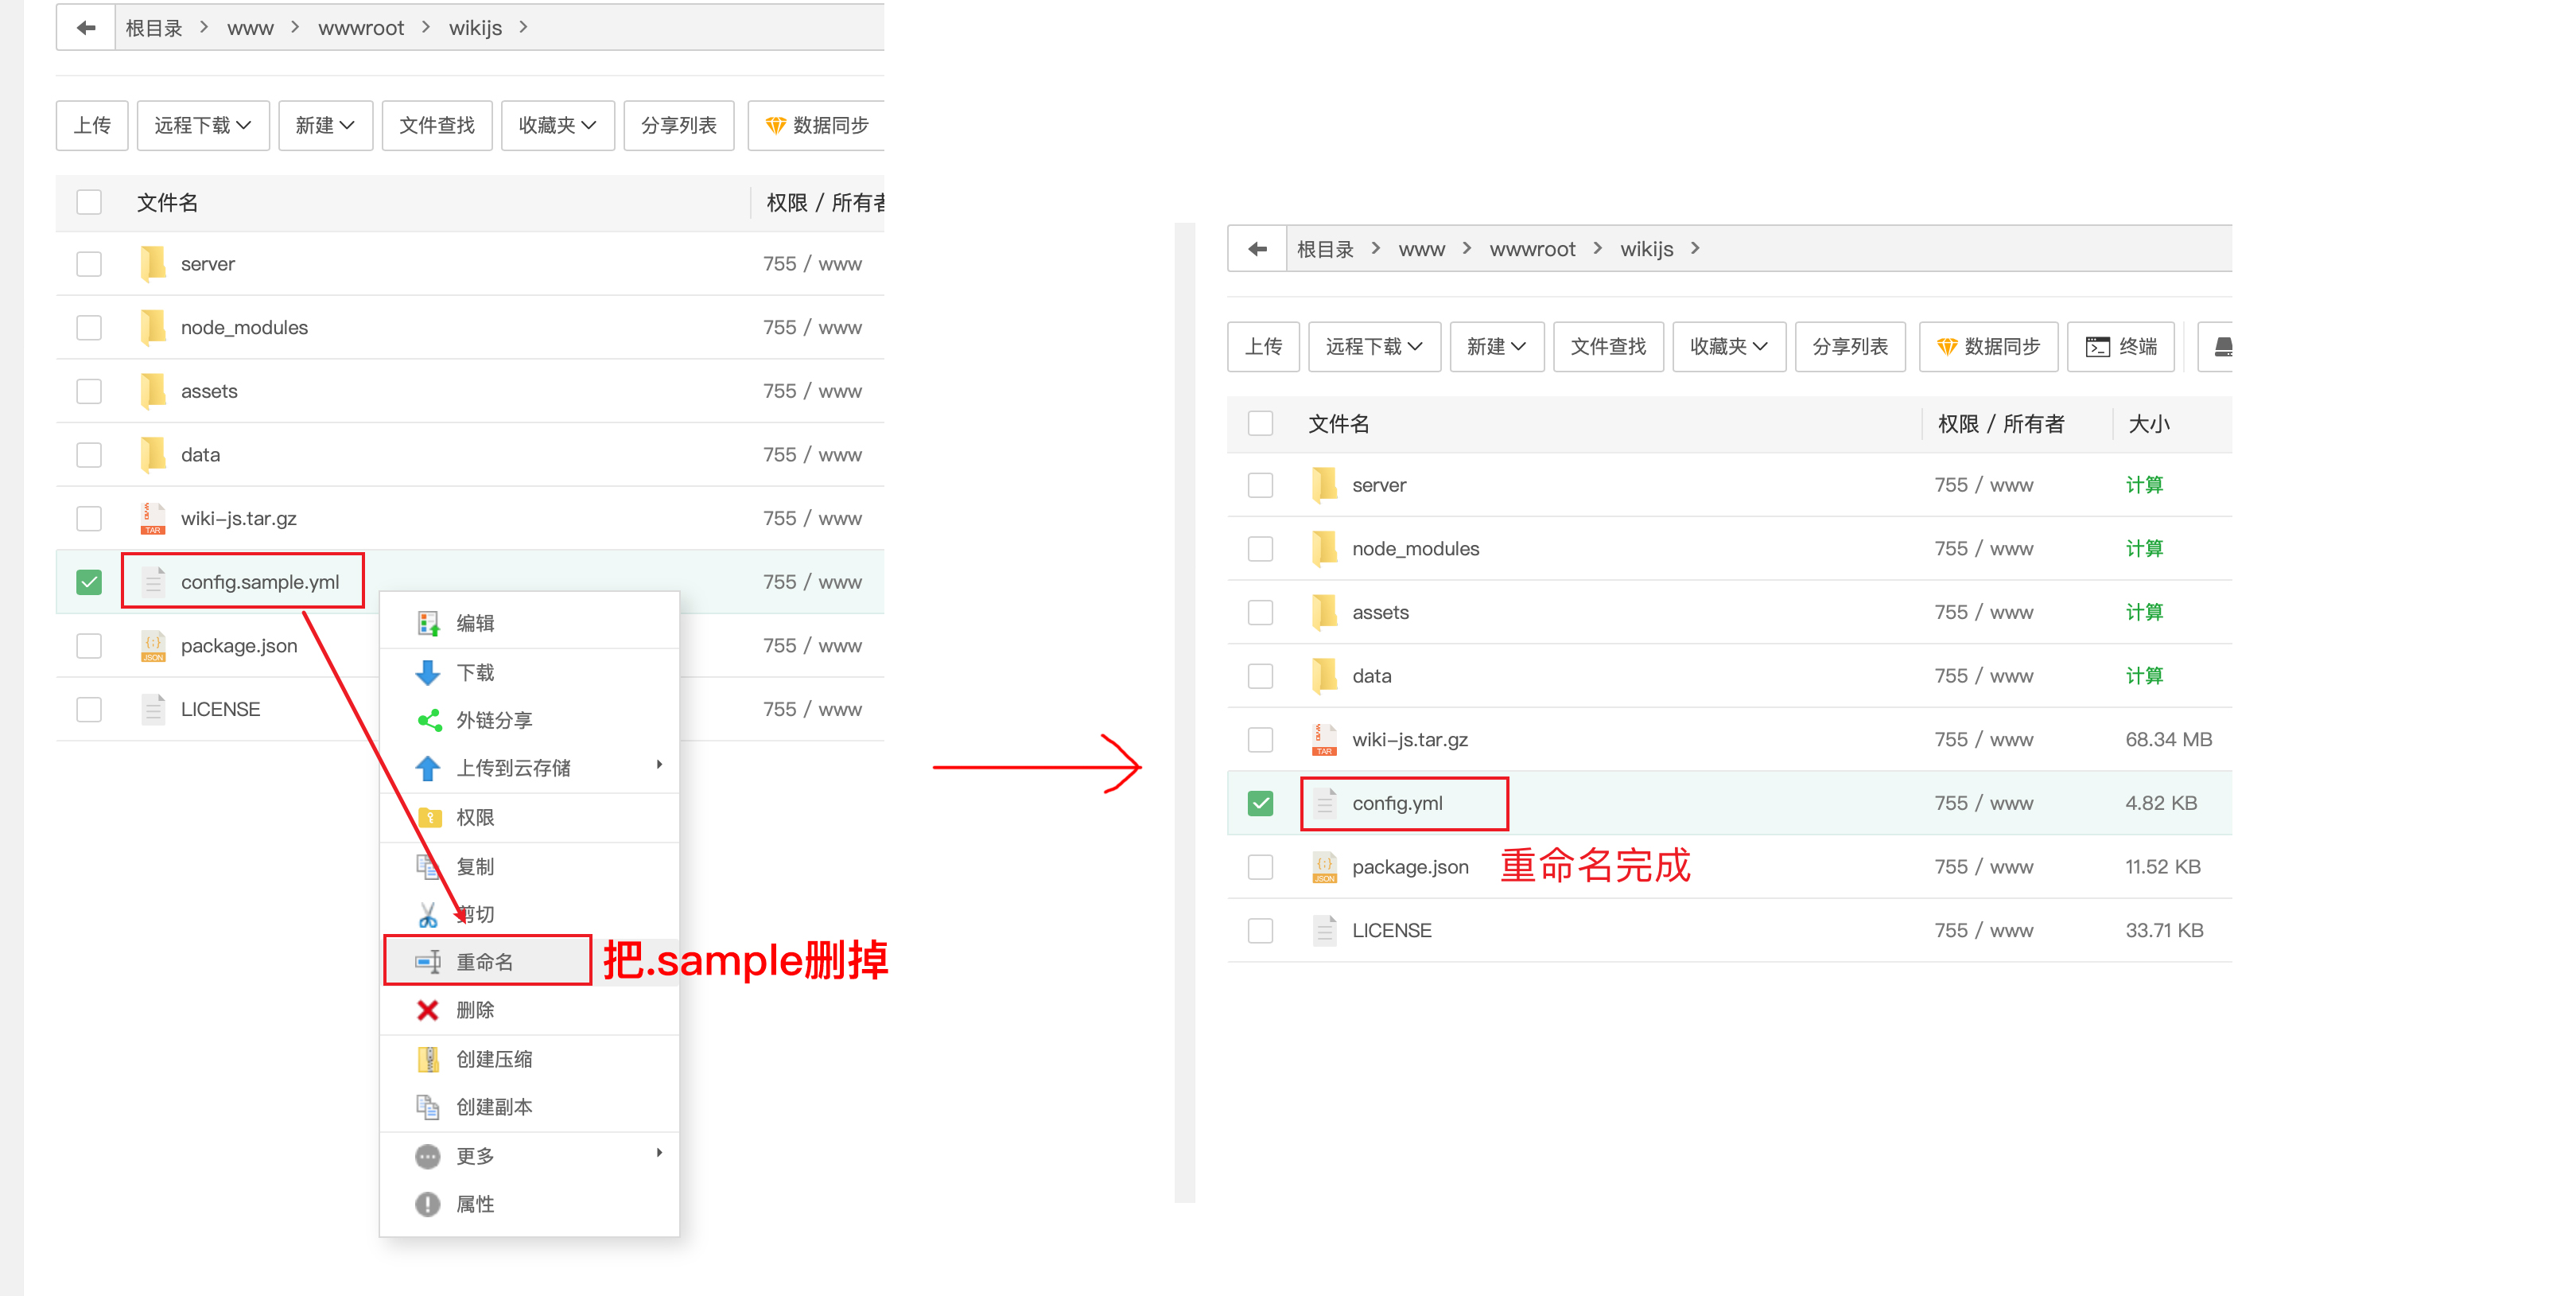 根目录 > www > wwwroot > wikijs >
上传 远程下载 新建 文件查找 收藏夹 分享列表 数据同步
文件名 权限 / 所有者
server 755 / www
node_modules 755 / www
assets 755 / www
data 755 / www
wiki-js.tar.gz 755 / www
config.sample.yml 755 / www
package.json 755 / www
LICENSE 755 / www
编辑
下载
外链分享
上传到云存储
权限
复制
剪切
重命名
把.sample删掉
删除
创建压缩
创建副本
更多
属性
根目录 > www > wwwroot > wikijs >
上传 远程下载 新建 文件查找 收藏夹 分享列表 数据同步 终端
文件名 权限 / 所有者 大小
server 755 / www 计算
node_modules 755 / www 计算
assets 755 / www 计算
data 755 / www 计算
TAR wiki-js.tar.gz 755 / www 68.34 MB
config.yml 755 / www 4.82 KB
JSON package.json 重命名完成 755 / www 11.52 KB
LICENSE 755 / www 33.71 KB